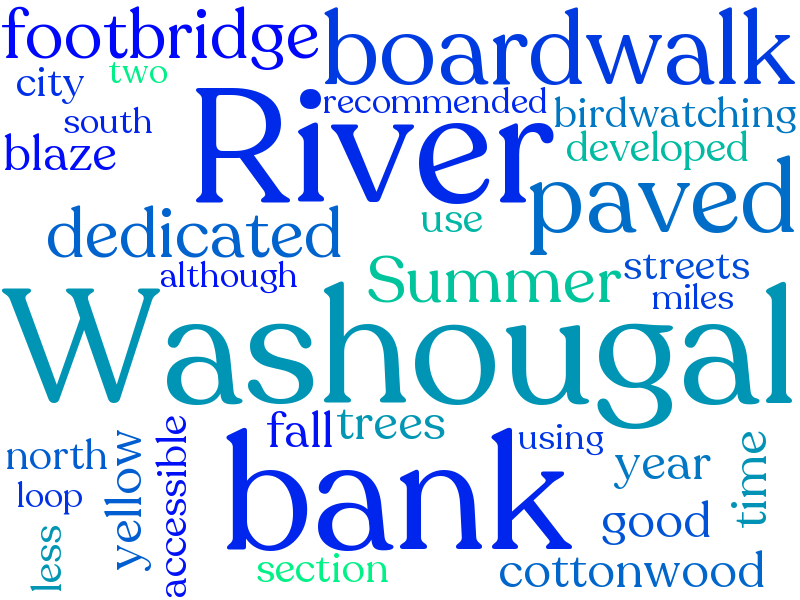 footbridge
boardwalk
city
two
south
recommended
birdwatching
blaze
River
developed
paved
dedicated
use
although
Summer
streets
miles
Washougal
fall
trees
using
north
yellow
accessible
bank
year
time
loop
good
less
section
cottonwood